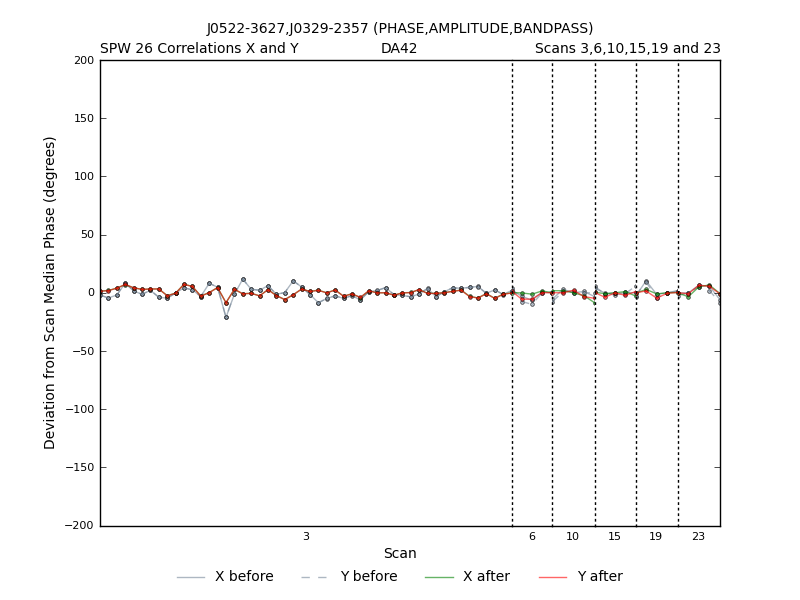 J0522-3627,J0329-2357 (PHASE,AMPLITUDE,BANDPASS)
SPW 26 Correlations X and Y DA42 Scans 3,6,10,15,19 and 23
200
150
100
50
0
−50
−100
−150
−200
Deviation from Scan Median Phase (degrees)
3 6 10 15 19 23
Scan
X before Y before X after Y after